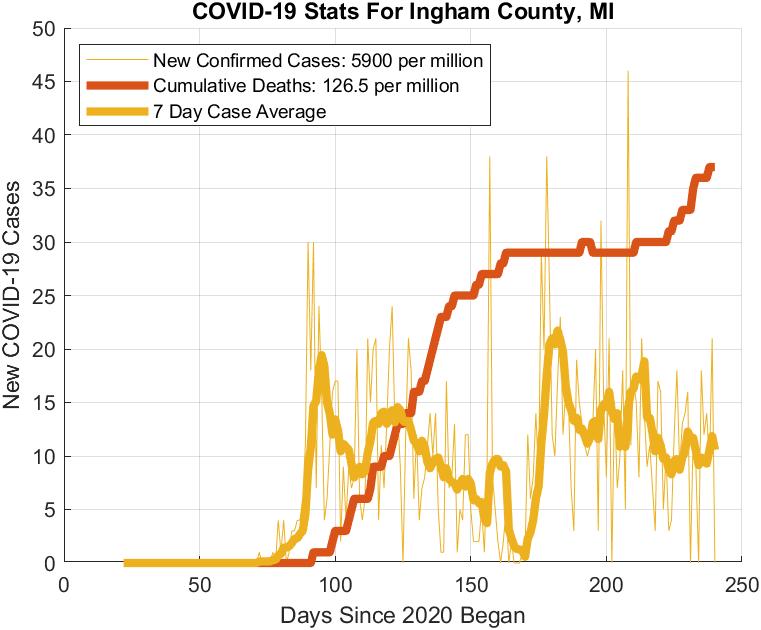 COVID-19 Stats For Ingham County, MI
New Confirmed Cases: 5900 per million
Cumulative Deaths: 126.5 per million
7 Day Case Average
New COVID-19 Cases
50
45
40
35
30
25
20
15
10
5
0
0 50 100 150 200 250
Days Since 2020 Began